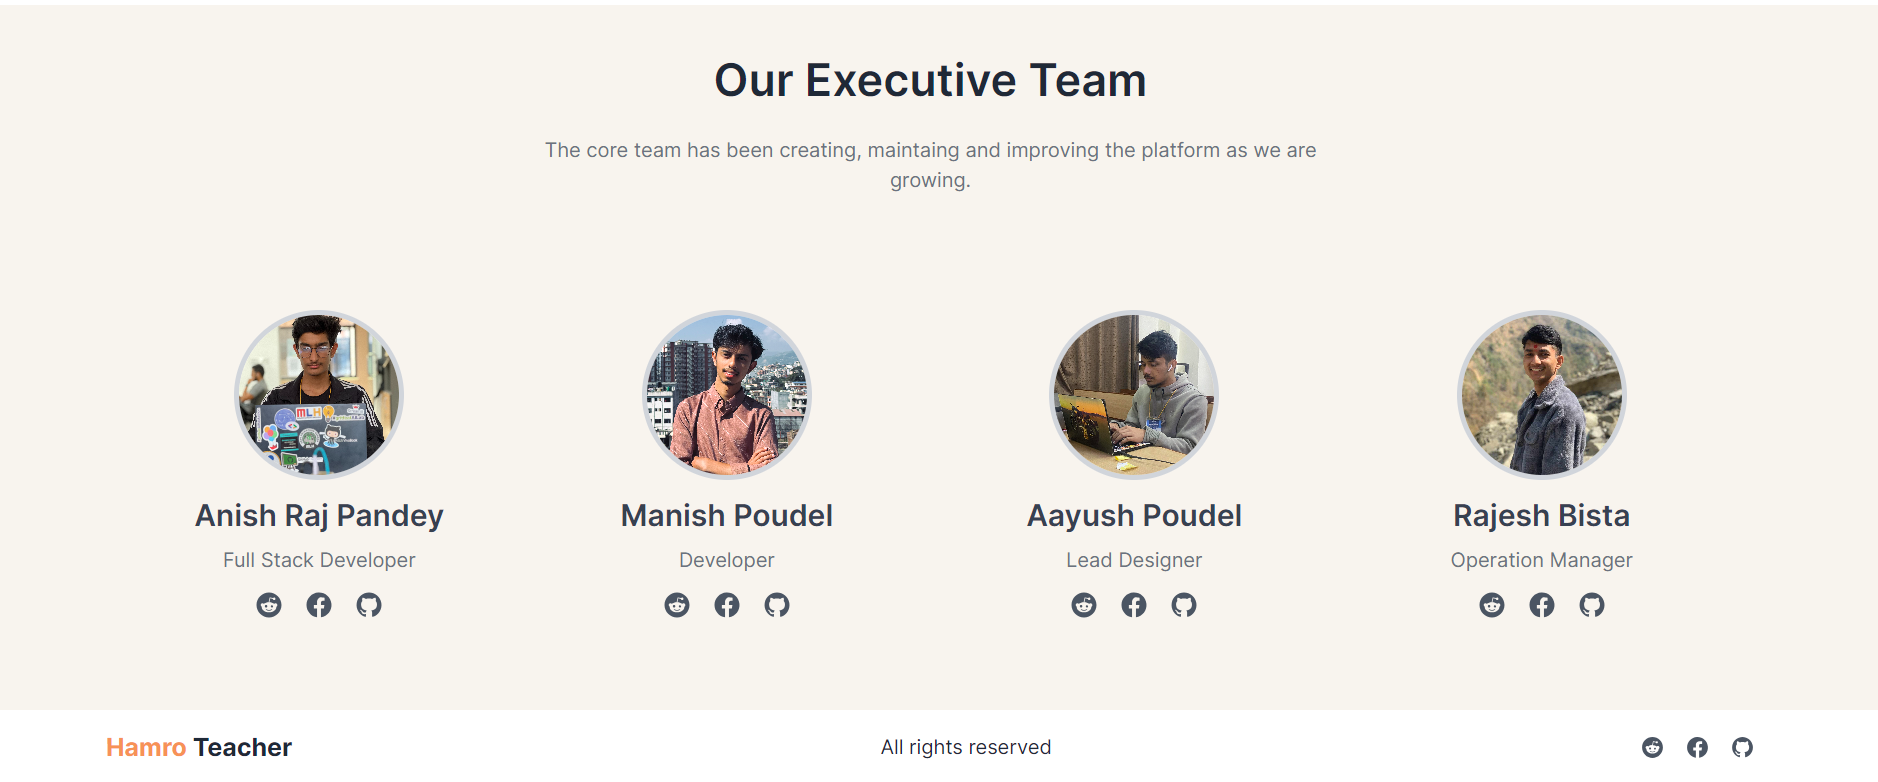 Our Executive Team
The core team has been creating, maintaing and improving the platform as we are
growing.
MLH
Anish Raj Pandey
Full Stack Developer
Manish Poudel
Developer
Aayush Poudel
Lead Designer
Rajesh Bista
Operation Manager
Hamro Teacher
All rights reserved